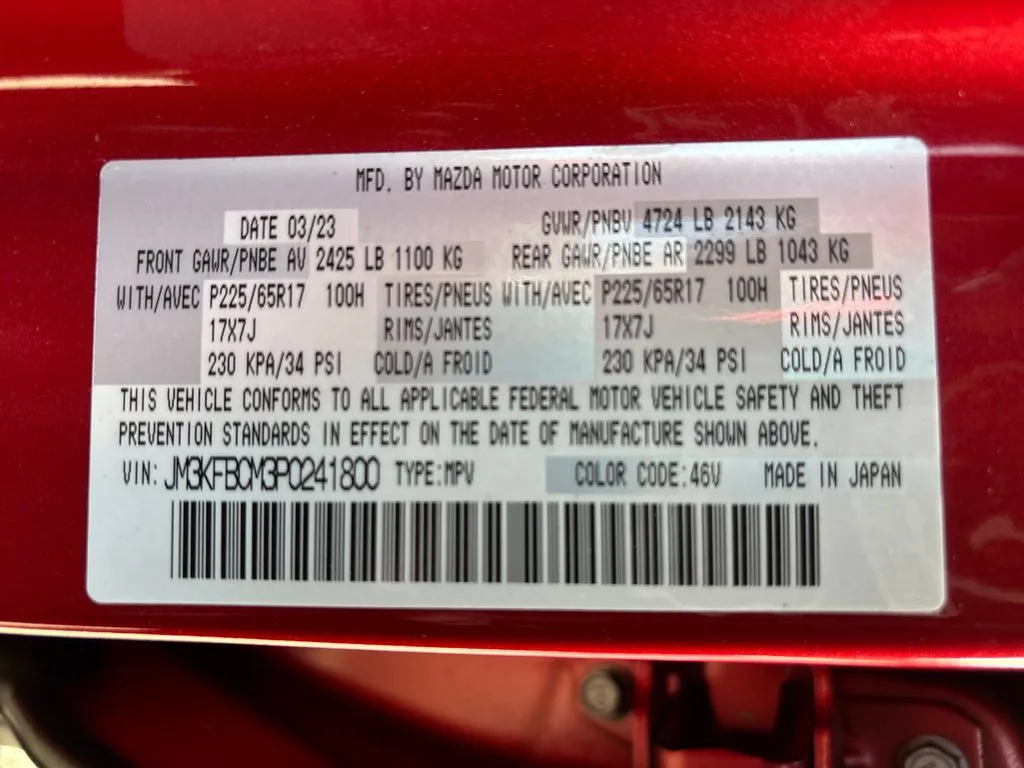 MFD. BY MAZDA MOTOR CORPORATION
DATE 03/23 GVWR/PNBV 4724 LB 2143 KG
FRONT GAWR/PNBE AV 2425 LB 1100 KG REAR GAWR/PNBE AR 2299 LB 1043 KG
WITH/AVEC P225/65R17 100H TIRES/PNEUS WITH/AVEC P225/65R17 100H TIRES/PNEUS
17X7J RIMS/JANTES 17X7J RIMS/JANTES
230 KPA/34 PSI COLD/A FROID 230 KPA/34 PSI COLD/A FROID
THIS VEHICLE CONFORMS TO ALL APPLICABLE FEDERAL MOTOR VEHICLE SAFETY AND THEFT
PREVENTION STANDARDS IN EFFECT ON THE DATE OF MANUFACTURE SHOWN ABOVE.
VIN: JM3KFBCM3P0241800 TYPE:MPV COLOR CODE:46V MADE IN JAPAN